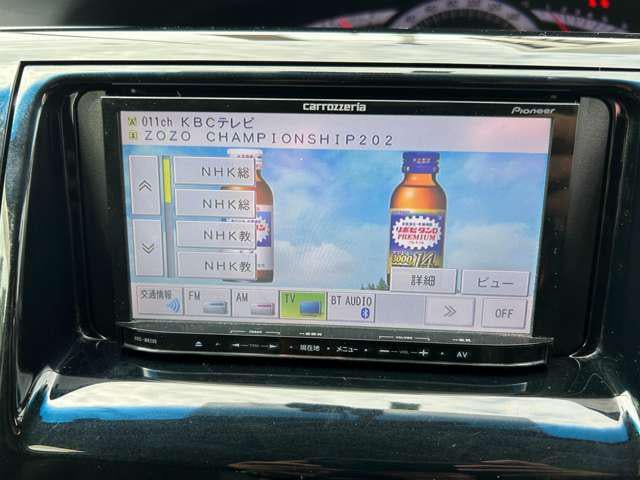 carrozzeria
Pioneer
011ch KBCテレビ
ZOZO CHAMPIONSHIP202
NHK総
NHK総
NHK教
NHK教
リポビタンD
PREMIUM
3000
詳細
ビュー
交通情報 FM AM TV BT AUDIO OFF
現在地 メニュー VOL AV